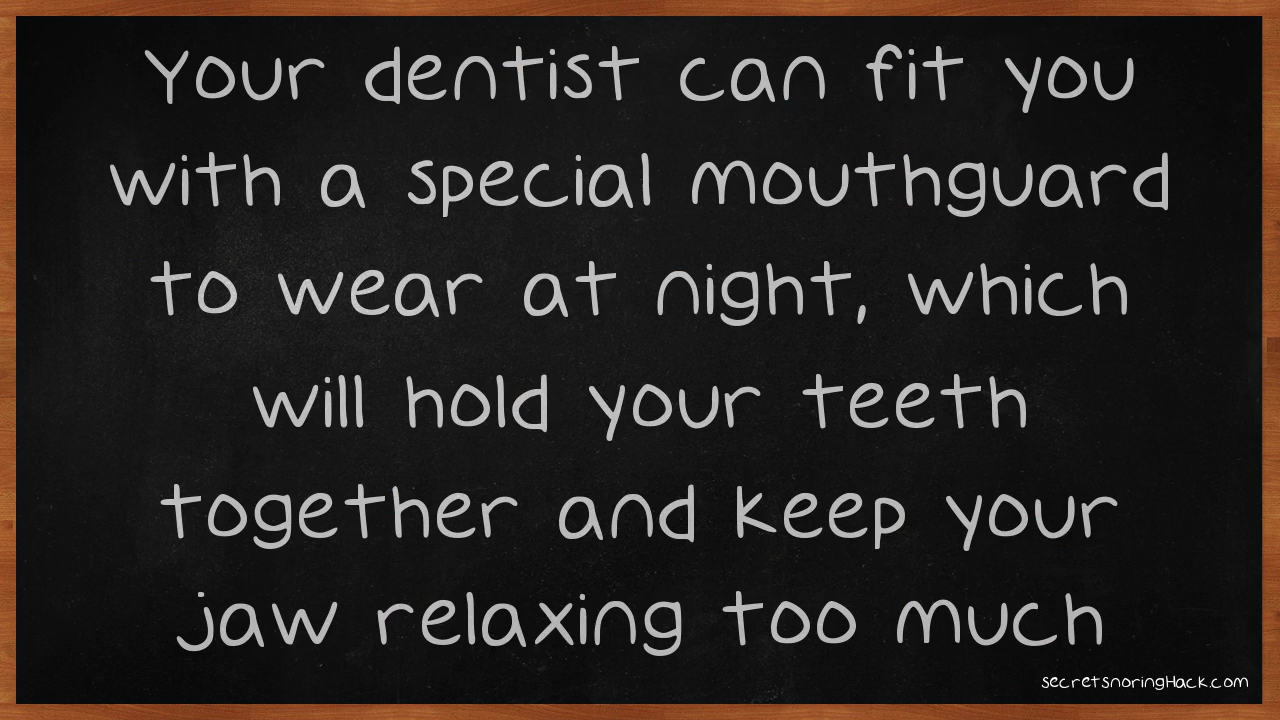 Your dentist can fit you
with a special mouthguard
to wear at night, which
will hold your teeth
together and keep your
jaw relaxing too much
secretsnoringHack.com